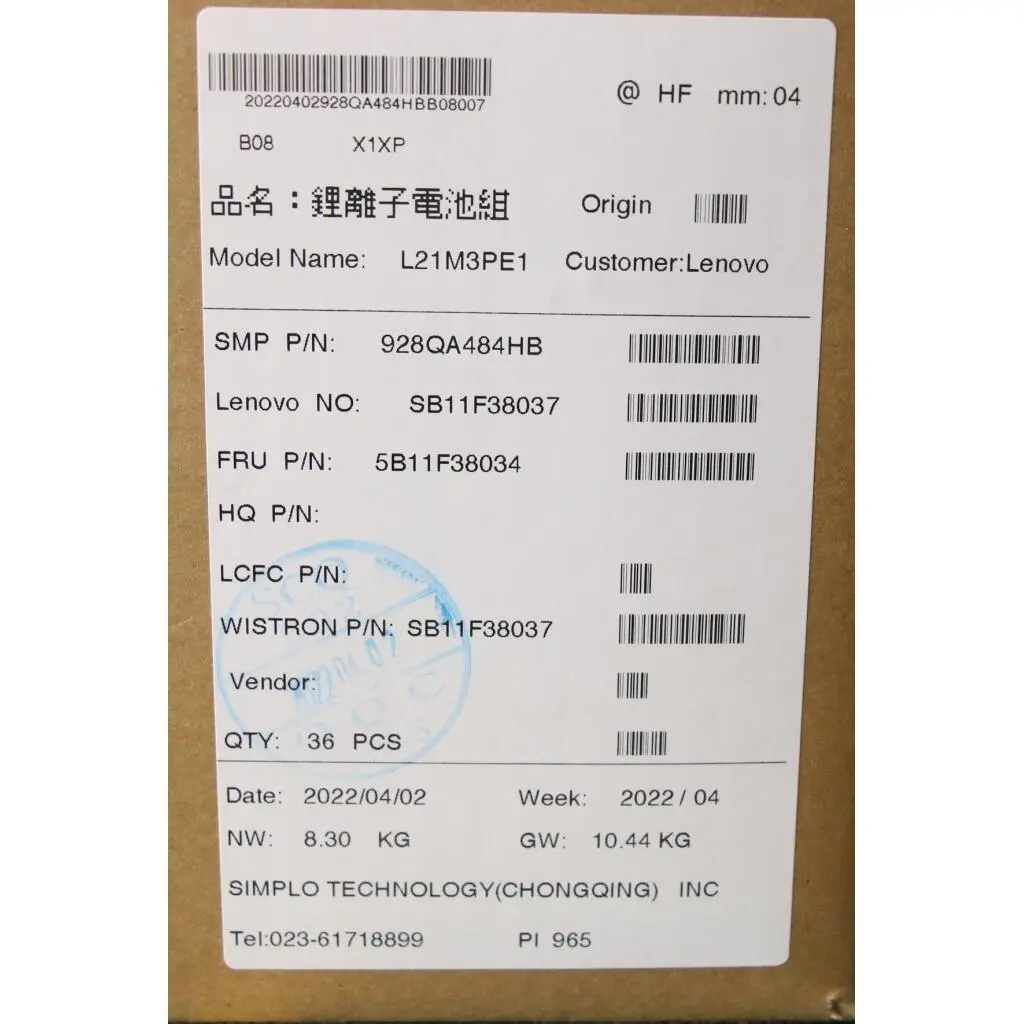 @ HF mm: 04
20220402928QA484HBB08007
B08 X1XP
品名：鋰離子電池組 Origin
Model Name: L21M3PE1 Customer:Lenovo
SMP P/N: 928QA484HB
Lenovo NO: SB11F38037
FRU P/N: 5B11F38034
HQ P/N:
LCFC P/N:
WISTRON P/N: SB11F38037
Vendor:
QTY: 36 PCS
Date: 2022/04/02 Week: 2022 / 04
NW: 8.30 KG GW: 10.44 KG
SIMPLO TECHNOLOGY(CHONGQING) INC
Tel:023-61718899 PI 965